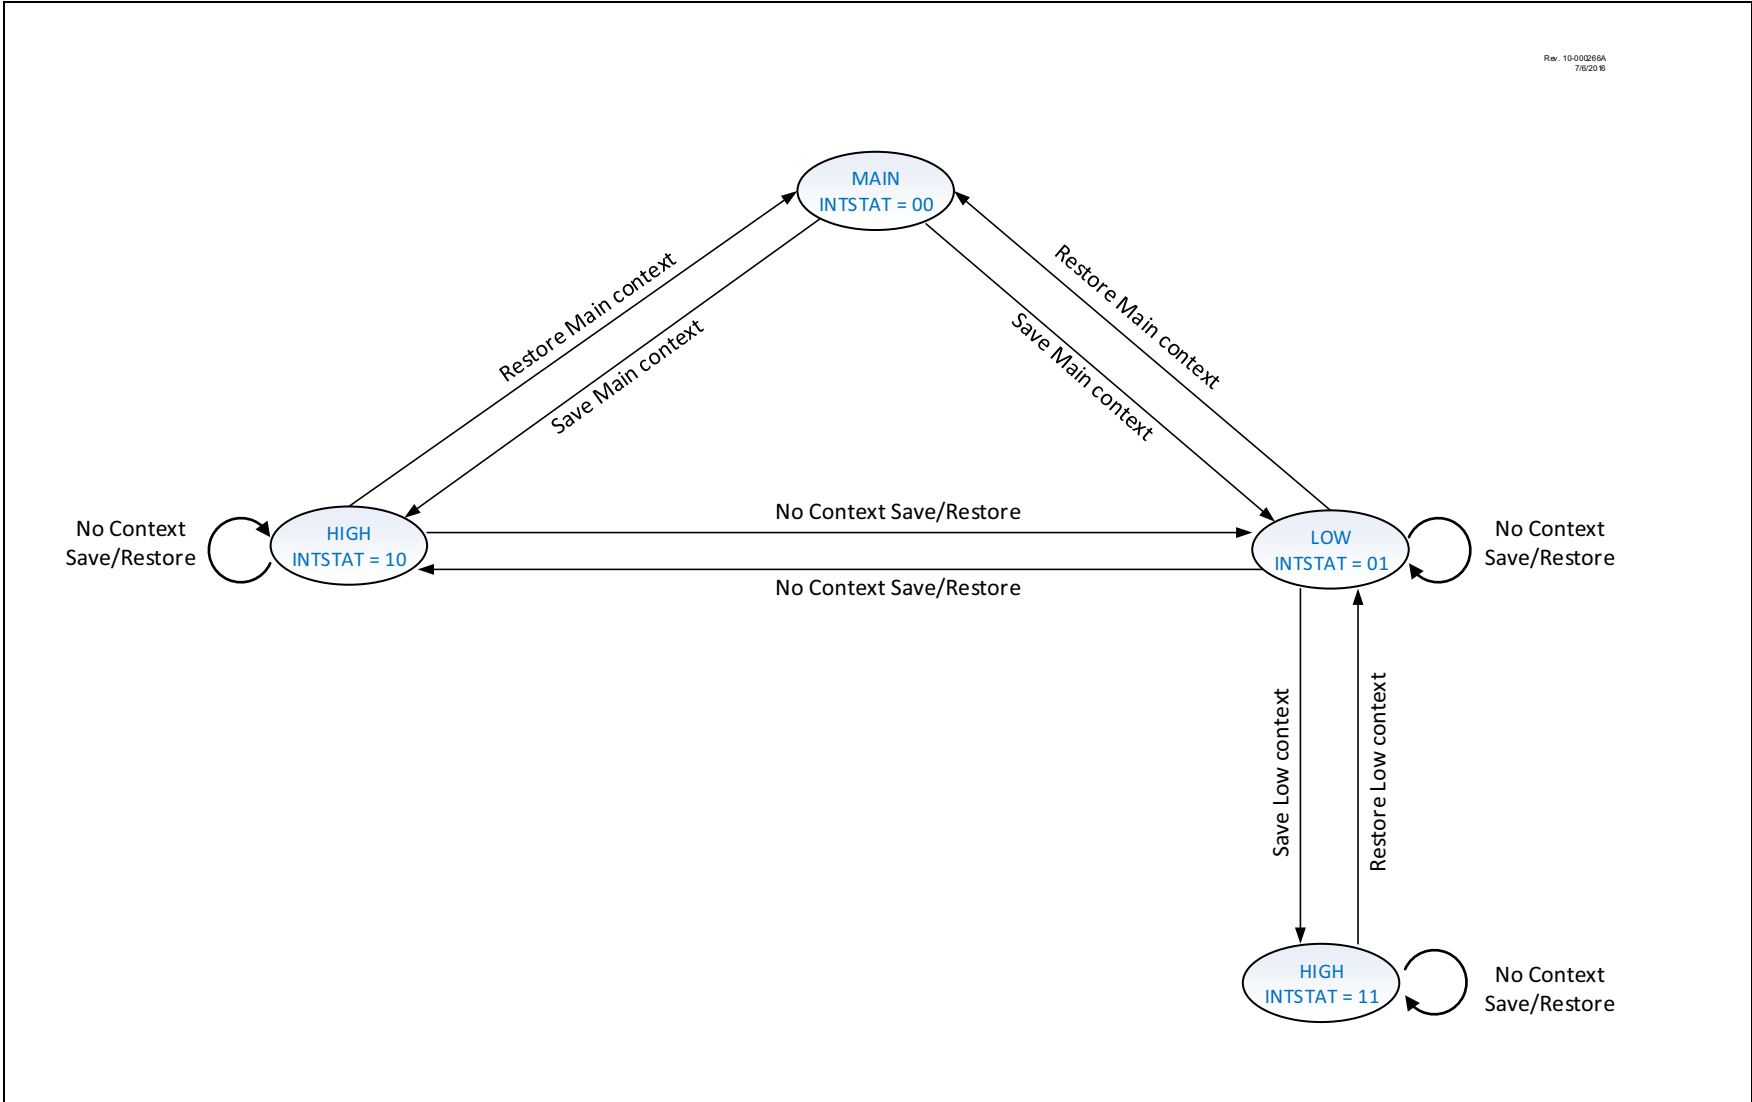 Rev. 10-000266A
7/6/2016
MAIN
INTSTAT = 00
Restore Main context
Save Main context
Restore Main context
Save Main context
No Context
Save/Restore
HIGH
INTSTAT = 10
No Context Save/Restore
No Context Save/Restore
LOW
INTSTAT = 01
No Context
Save/Restore
Save Low context
Restore Low context
HIGH
INTSTAT = 11
No Context
Save/Restore